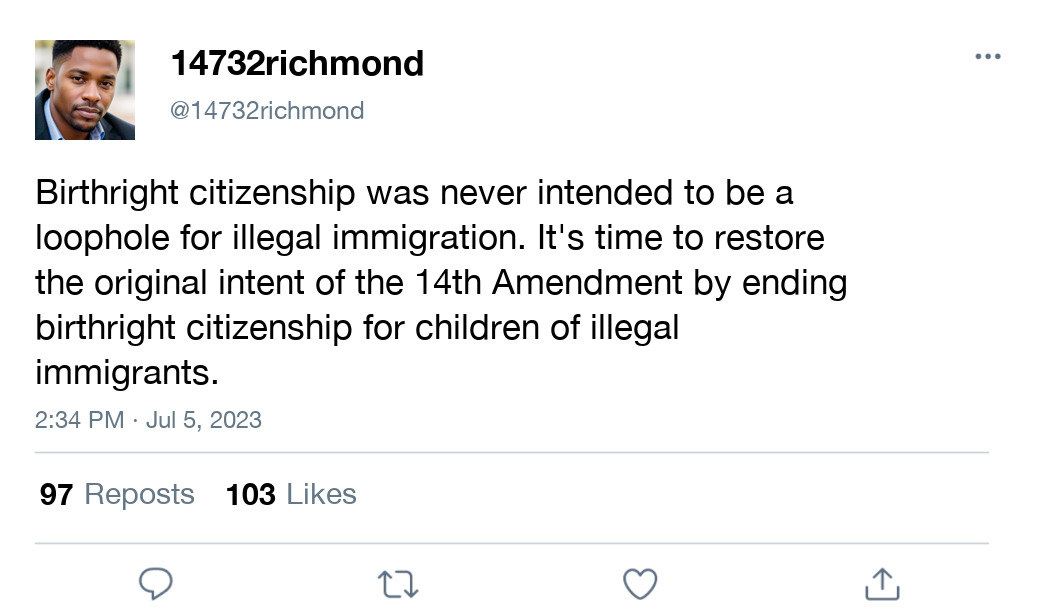 14732richmond
@14732richmond
Birthright citizenship was never intended to be a
loophole for illegal immigration. It's time to restore
the original intent of the 14th Amendment by ending
birthright citizenship for children of illegal
immigrants.
2:34 PM · Jul 5, 2023
97 Reposts 103 Likes